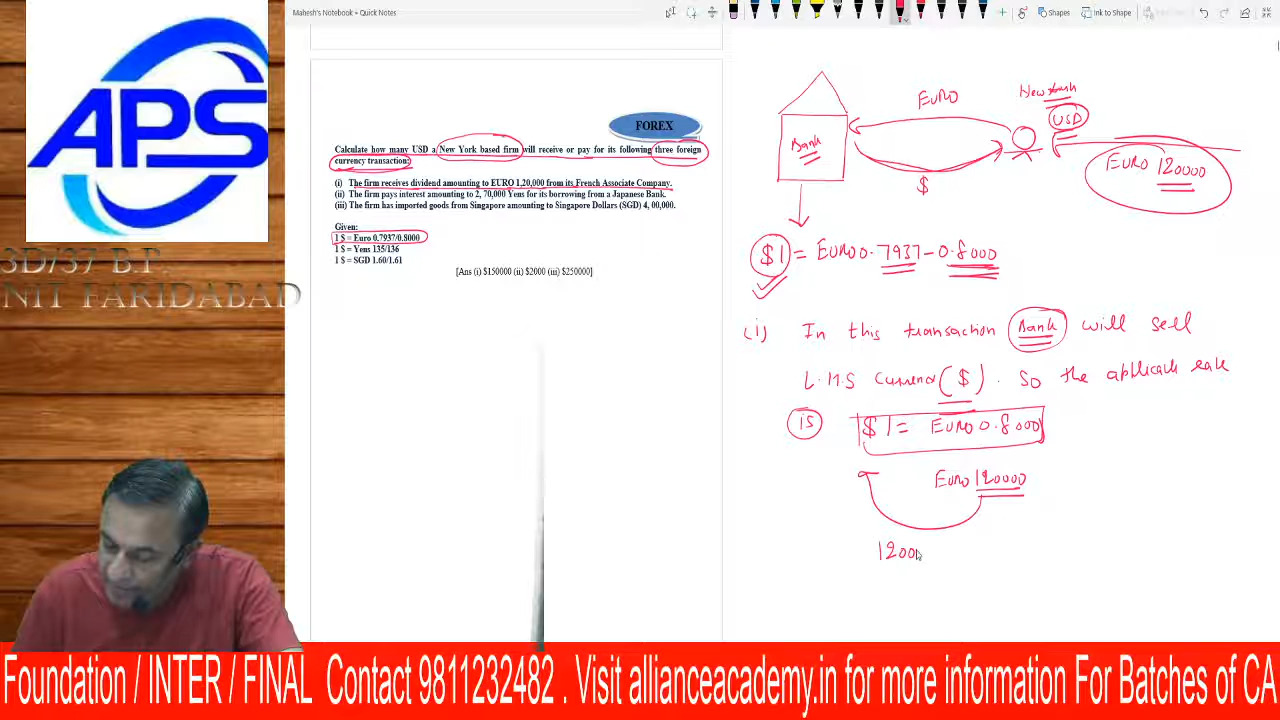 Mahesh's Notebook • Quick Notes
Shapes
Ink to Shape
APS
3D/37 B.P.
NIT FARIDABAD
FOREX
Calculate how many USD a New York based firm will receive or pay for its following three foreign
currency transaction:
(i) The firm receives dividend amounting to EURO 1,20,000 from its French Associate Company.
(ii) The firm pays interest amounting to 2, 70,000 Yens for its borrowing from a Japanese Bank.
(iii) The firm has imported goods from Singapore amounting to Singapore Dollars (SGD) 4, 00,000.
Given:
1 $ = Euro 0.7937/0.8000
1 $ = Yens 135/136
1 $ = SGD 1.60/1.61
[Ans (i) $150000 (ii) $2000 (iii) $250000]
Bank
EURO
$
USD
EURO 120000
$1 = EURO 0.7937 - 0.8000
(i) In this transaction Bank will sell
L.H.S currency ($). So the
is $1 = EURO 0.8000
EURO 120000
12000
Foundation / INTER / FINAL Contact 9811232482 . Visit allianceacademy.in for more information For Batches of CA